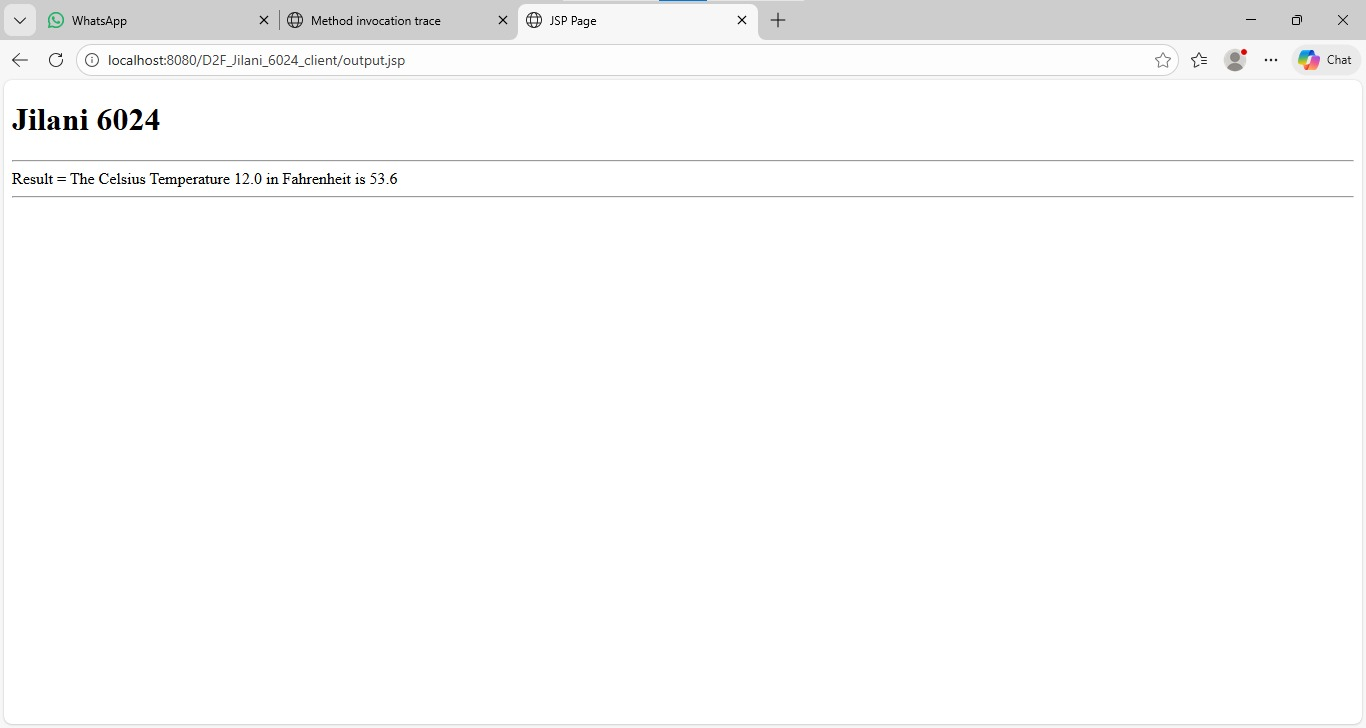 WhatsApp
Method invocation trace
JSP Page
localhost:8080/D2F_Jilani_6024_client/output.jsp
Chat
Jilani 6024
Result = The Celsius Temperature 12.0 in Fahrenheit is 53.6